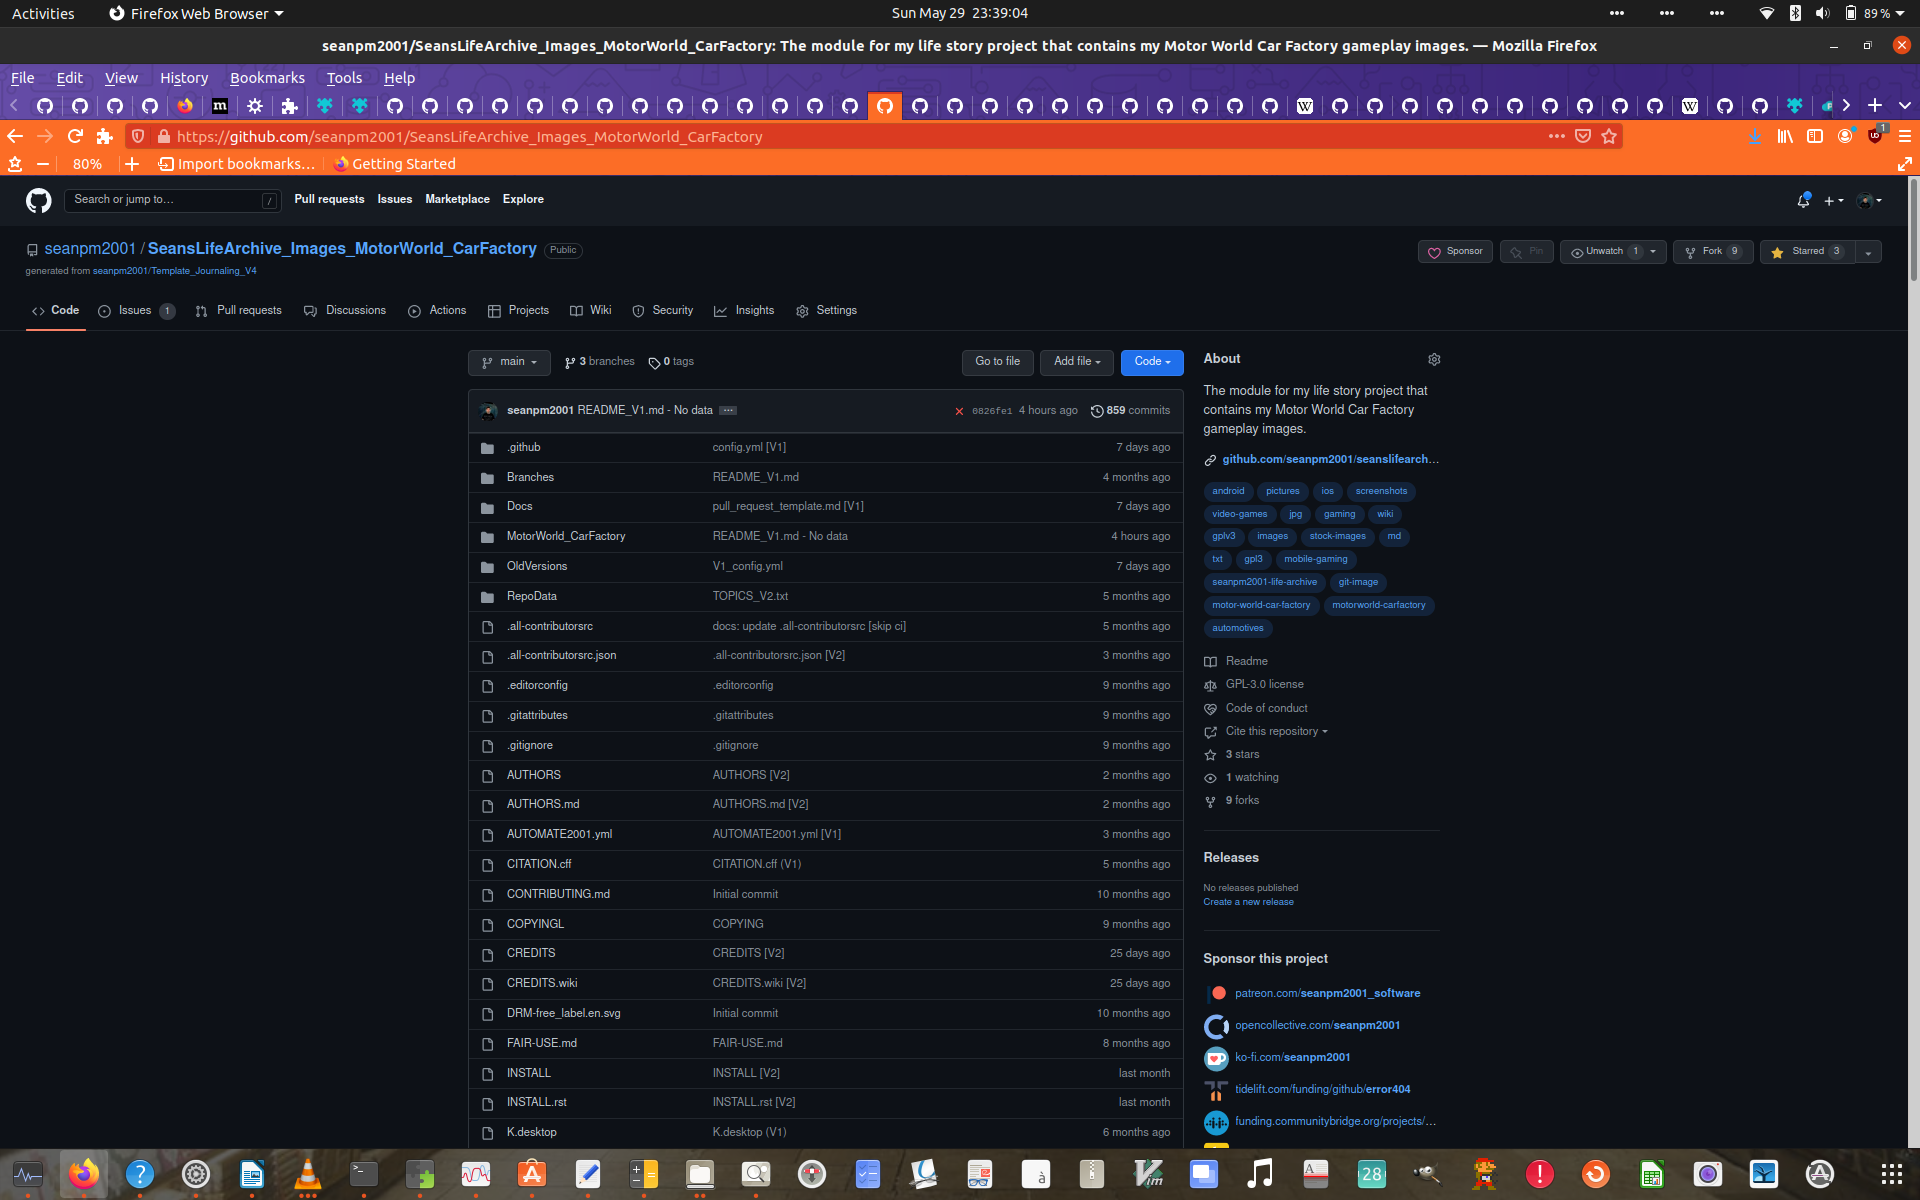 Activities
Firefox Web Browser
Sun May 29 23:39:04
89 %
seanpm2001/SeansLifeArchive_Images_MotorWorld_CarFactory: The module for my life story project that contains my Motor World Car Factory gameplay images. — Mozilla Firefox
File Edit View History Bookmarks Tools Help
https://github.com/seanpm2001/SeansLifeArchive_Images_MotorWorld_CarFactory
1
80%
Import bookmarks…
Getting Started
Search or jump to…
/
Pull requests Issues Marketplace Explore
seanpm2001 / SeansLifeArchive_Images_MotorWorld_CarFactory Public
generated from seanpm2001/Template_Journaling_V4
Sponsor
Pin
Unwatch 1
Fork 9
Starred 3
Code
Issues 1
Pull requests
Discussions
Actions
Projects
Wiki
Security
Insights
Settings
main
3 branches
0 tags
Go to file
Add file
Code
seanpm2001 README_V1.md - No data
0826fe1 4 hours ago
859 commits
.github config.yml [V1] 7 days ago
Branches README_V1.md 4 months ago
Docs pull_request_template.md [V1] 7 days ago
MotorWorld_CarFactory README_V1.md - No data 4 hours ago
OldVersions V1_config.yml 7 days ago
RepoData TOPICS_V2.txt 5 months ago
.all-contributorsrc docs: update .all-contributorsrc [skip ci] 5 months ago
.all-contributorsrc.json .all-contributorsrc.json [V2] 3 months ago
.editorconfig .editorconfig 9 months ago
.gitattributes .gitattributes 9 months ago
.gitignore .gitignore 9 months ago
AUTHORS AUTHORS [V2] 2 months ago
AUTHORS.md AUTHORS.md [V2] 2 months ago
AUTOMATE2001.yml AUTOMATE2001.yml [V1] 3 months ago
CITATION.cff CITATION.cff (V1) 5 months ago
CONTRIBUTING.md Initial commit 10 months ago
COPYINGL COPYING 9 months ago
CREDITS CREDITS [V2] 25 days ago
CREDITS.wiki CREDITS.wiki [V2] 25 days ago
DRM-free_label.en.svg Initial commit 10 months ago
FAIR-USE.md FAIR-USE.md 8 months ago
INSTALL INSTALL [V2] last month
INSTALL.rst INSTALL.rst [V2] last month
K.desktop K.desktop (V1) 6 months ago
About
The module for my life story project that
contains my Motor World Car Factory
gameplay images.
github.com/seanpm2001/seanslifearch…
android pictures ios screenshots
video-games jpg gaming wiki
gplv3 images stock-images md
txt gpl3 mobile-gaming
seanpm2001-life-archive git-image
motor-world-car-factory motorworld-carfactory
automotives
Readme
GPL-3.0 license
Code of conduct
Cite this repository
3 stars
1 watching
9 forks
Releases
No releases published
Create a new release
Sponsor this project
patreon.com/seanpm2001_software
opencollective.com/seanpm2001
ko-fi.com/seanpm2001
tidelift.com/funding/github/error404
funding.communitybridge.org/projects/…
28